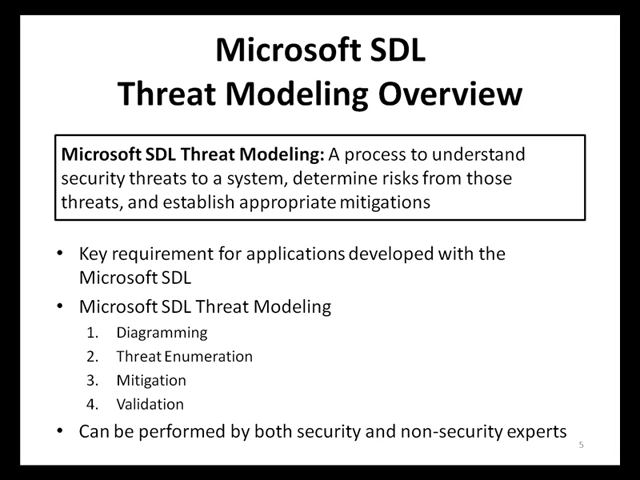 Microsoft SDL
Threat Modeling Overview
Microsoft SDL Threat Modeling: A process to understand
security threats to a system, determine risks from those
threats, and establish appropriate mitigations
• Key requirement for applications developed with the
Microsoft SDL
• Microsoft SDL Threat Modeling
1. Diagramming
2. Threat Enumeration
3. Mitigation
4. Validation
• Can be performed by both security and non-security experts
5